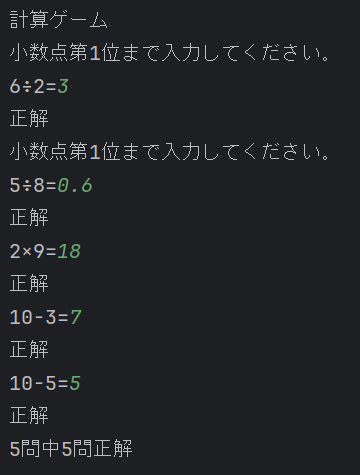 計算ゲーム
小数点第1位まで入力してください。
6÷2=3
正解
小数点第1位まで入力してください。
5÷8=0.6
正解
2×9=18
正解
10-3=7
正解
10-5=5
正解
5問中5問正解